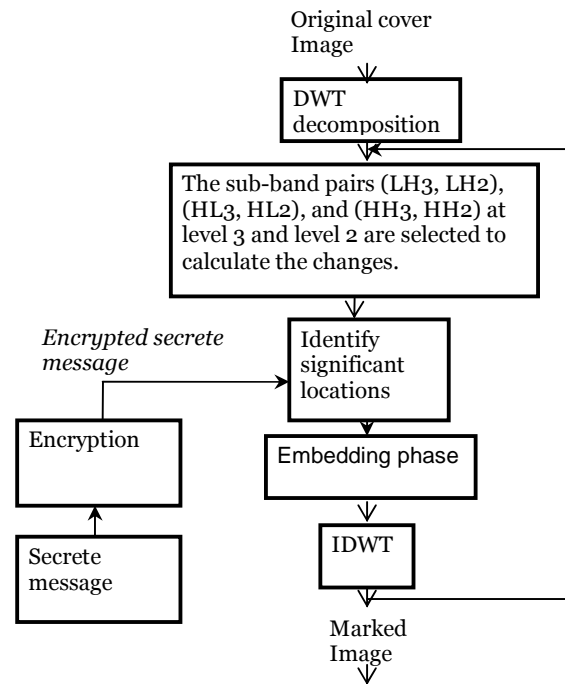 Original cover
Image
DWT
decomposition
The sub-band pairs (LH3, LH2),
(HL3, HL2), and (HH3, HH2) at
level 3 and level 2 are selected to
calculate the changes.
Encrypted secrete
message
Identify
significant
locations
Encryption
Embedding phase
Secrete
message
IDWT
Marked
Image